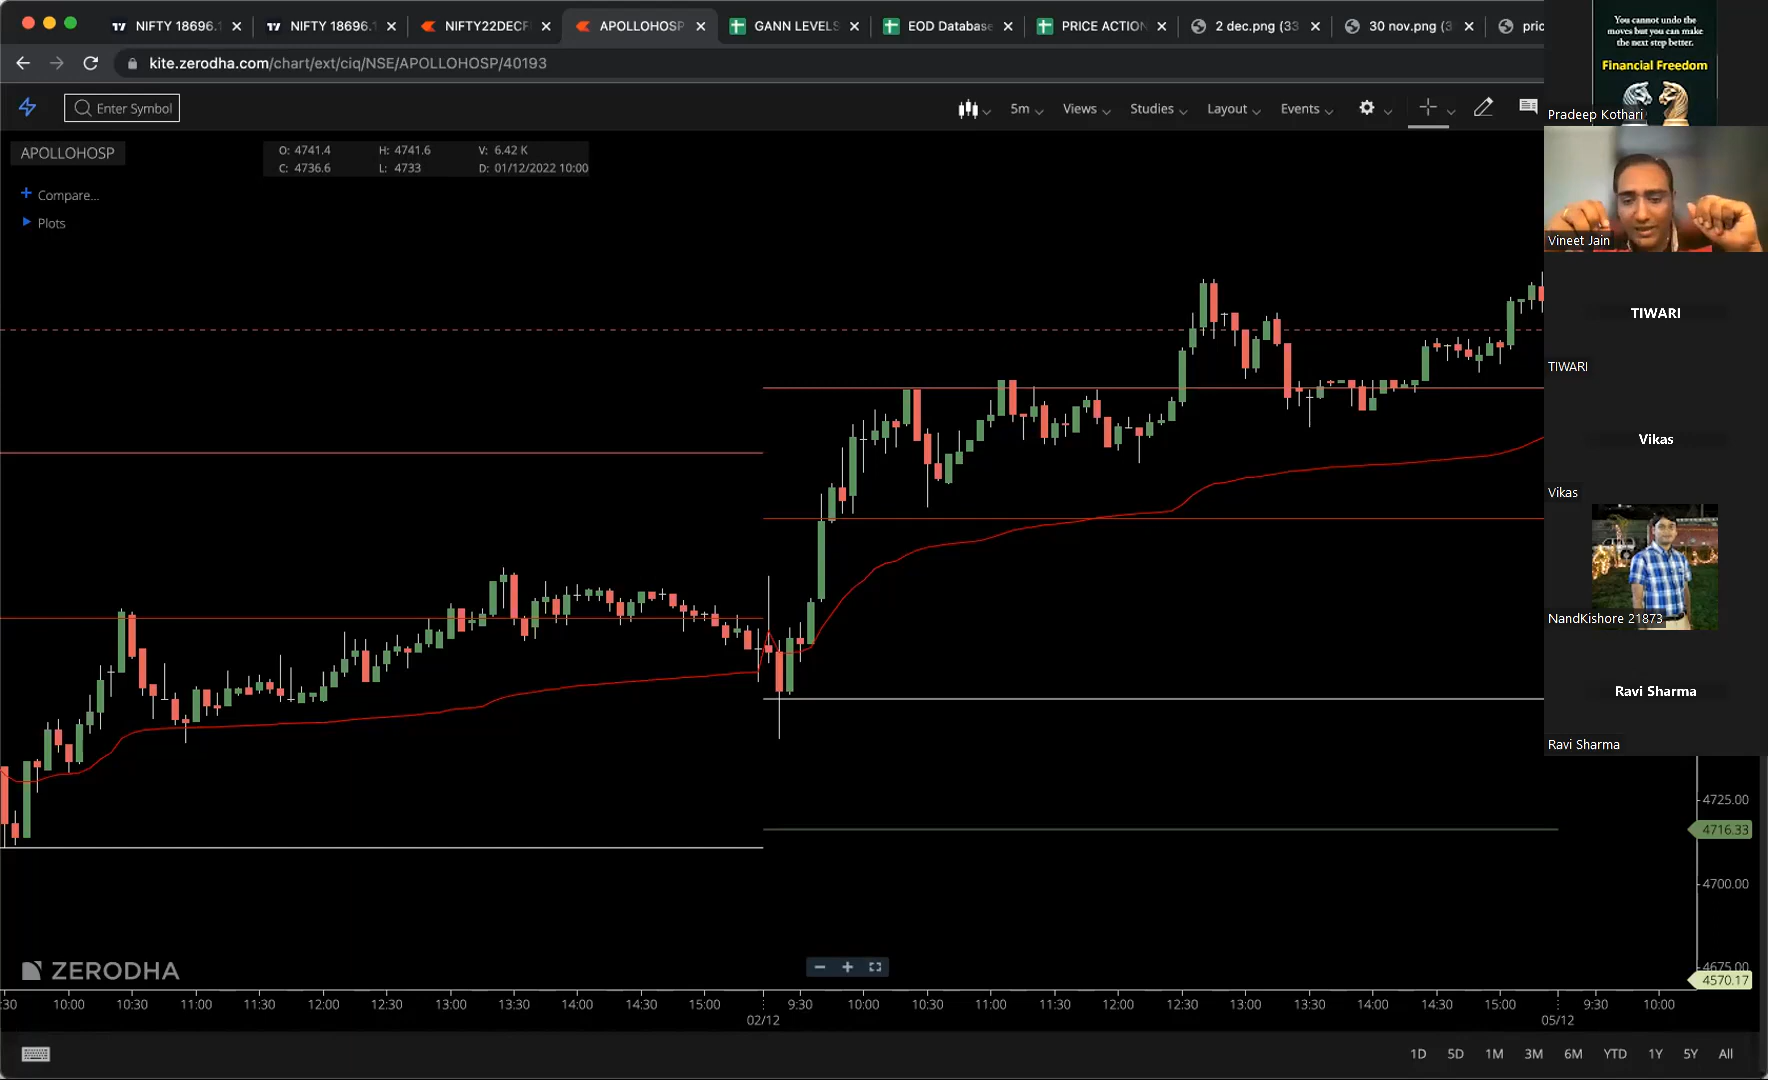 NIFTY 18696.
NIFTY 18696.
NIFTY22DECF
APOLLOHOSP
GANN LEVELS
EOD Database
PRICE ACTION
2 dec.png (33
30 nov.png (3
pric
kite.zerodha.com/chart/ext/ciq/NSE/APOLLOHOSP/40193
Enter Symbol
5m
Views
Studies
Layout
Events
APOLLOHOSP
O: 4741.4 H: 4741.6 V: 6.42 K
C: 4736.6 L: 4733 D: 01/12/2022 10:00
Compare...
Plots
You cannot undo the
moves but you can make
the next step better.
Financial Freedom
Pradeep Kothari
Vineet Jain
TIWARI
TIWARI
Vikas
Vikas
NandKishore 21873
Ravi Sharma
Ravi Sharma
4725.00
4716.33
4700.00
4675.00
4570.17
ZERODHA
:30 10:00 10:30 11:00 11:30 12:00 12:30 13:00 13:30 14:00 14:30 15:00 9:30 10:00 10:30 11:00 11:30 12:00 12:30 13:00 13:30 14:00 14:30 15:00 9:30 10:00
02/12 05/12
1D 5D 1M 3M 6M YTD 1Y 5Y All